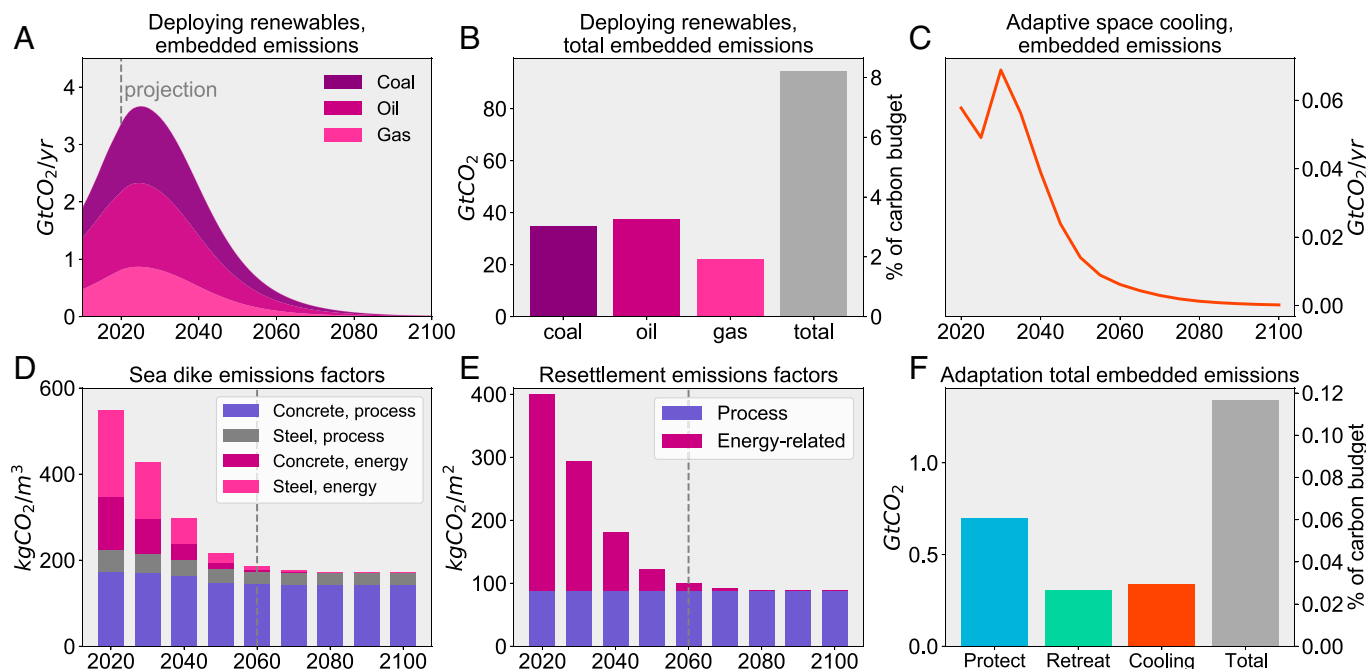 A
Deploying renewables,
embedded emissions
GtCO2/yr
4
3
2
1
0
projection
Coal
Oil
Gas
2020 2040 2060 2080 2100
B
Deploying renewables,
total embedded emissions
GtCO2
80
60
40
20
0
coal oil gas total
8
6
4
2
0
% of carbon budget
C
Adaptive space cooling,
embedded emissions
0.06
0.04
0.02
0.00
GtCO2/yr
2020 2040 2060 2080 2100
D
Sea dike emissions factors
kgCO2/m3
600
400
200
0
Concrete, process
Steel, process
Concrete, energy
Steel, energy
2020 2040 2060 2080 2100
E
Resettlement emissions factors
kgCO2/m2
400
300
200
100
0
Process
Energy-related
2020 2040 2060 2080 2100
F
Adaptation total embedded emissions
GtCO2
1.0
0.5
0.0
Protect Retreat Cooling Total
0.12
0.10
0.08
0.06
0.04
0.02
0.00
% of carbon budget